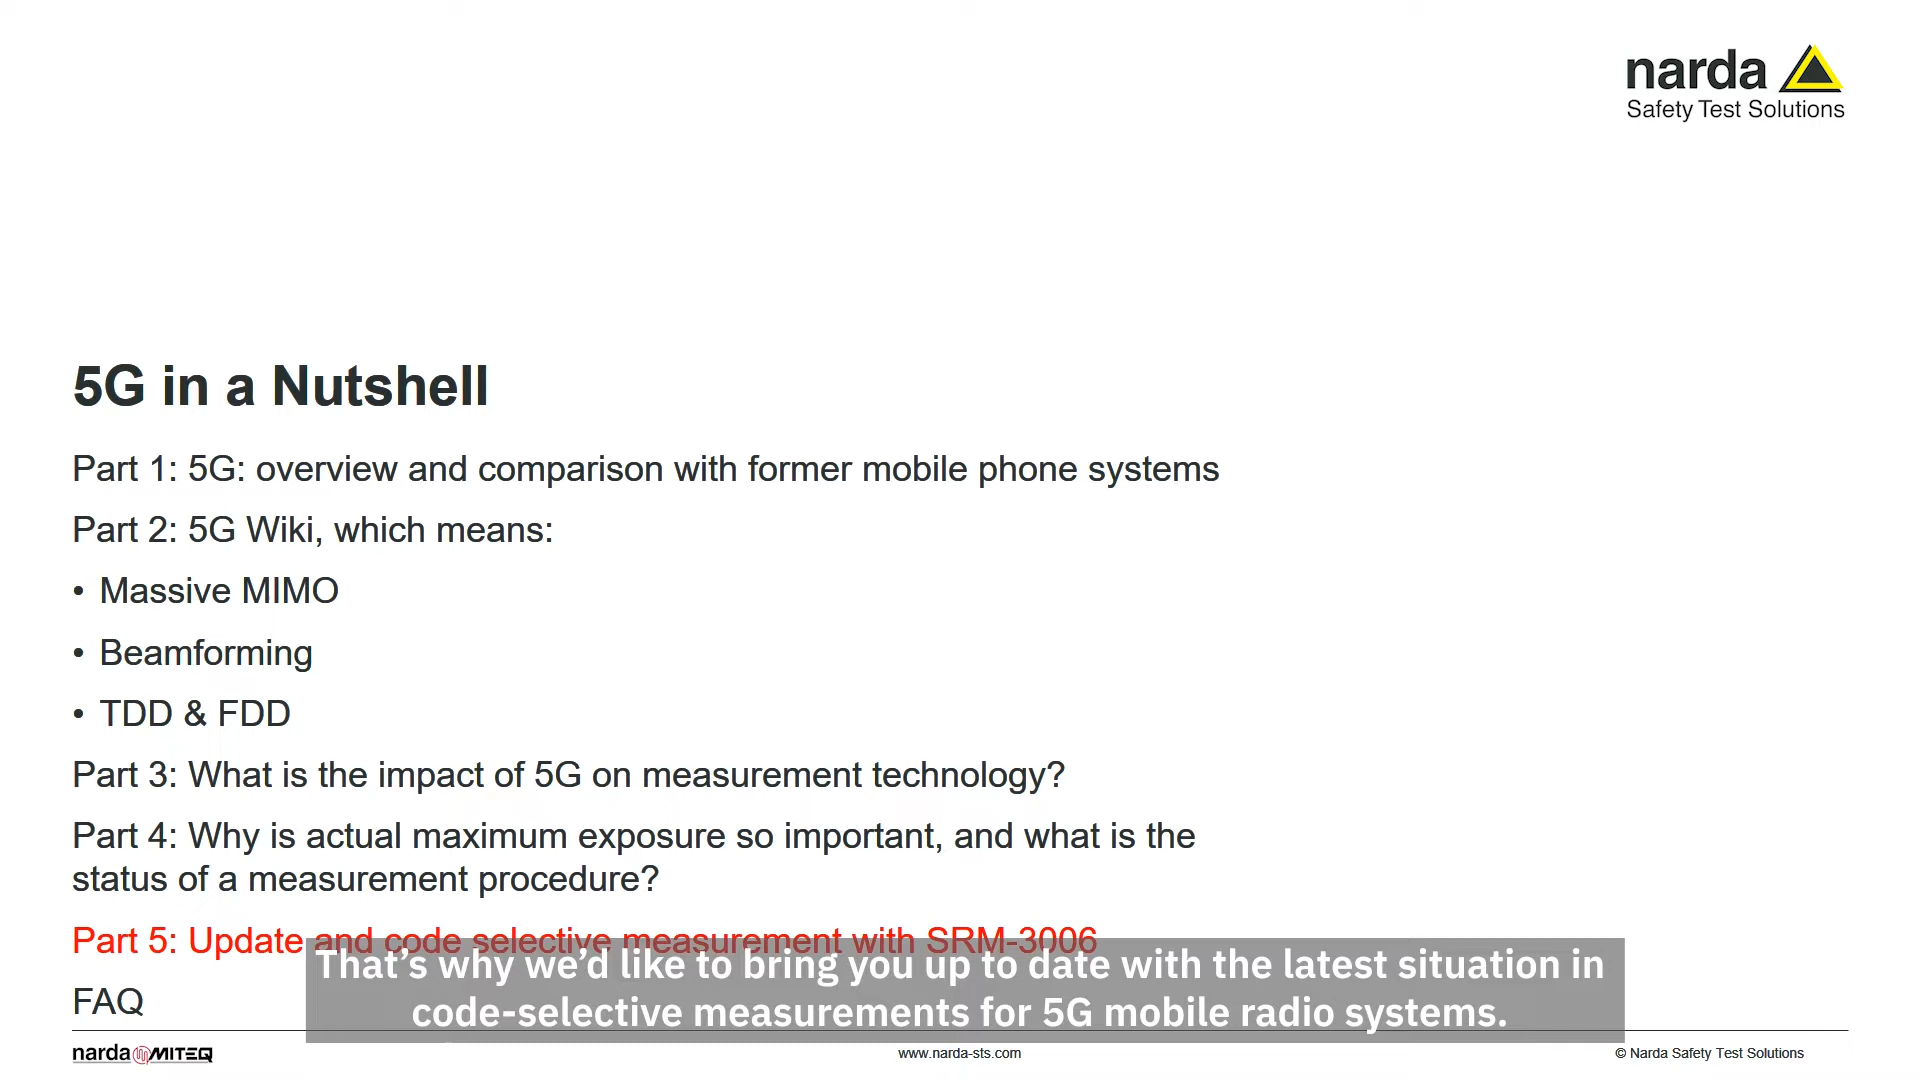 narda
Safety Test Solutions
5G in a Nutshell
Part 1: 5G: overview and comparison with former mobile phone systems
Part 2: 5G Wiki, which means:
• Massive MIMO
• Beamforming
• TDD & FDD
Part 3: What is the impact of 5G on measurement technology?
Part 4: Why is actual maximum exposure so important, and what is the
status of a measurement procedure?
Part 5: Update and code selective measurement with SRM-3006
That’s why we’d like to bring you up to date with the latest situation in
code-selective measurements for 5G mobile radio systems.
FAQ
narda MITEQ
www.narda-sts.com
© Narda Safety Test Solutions